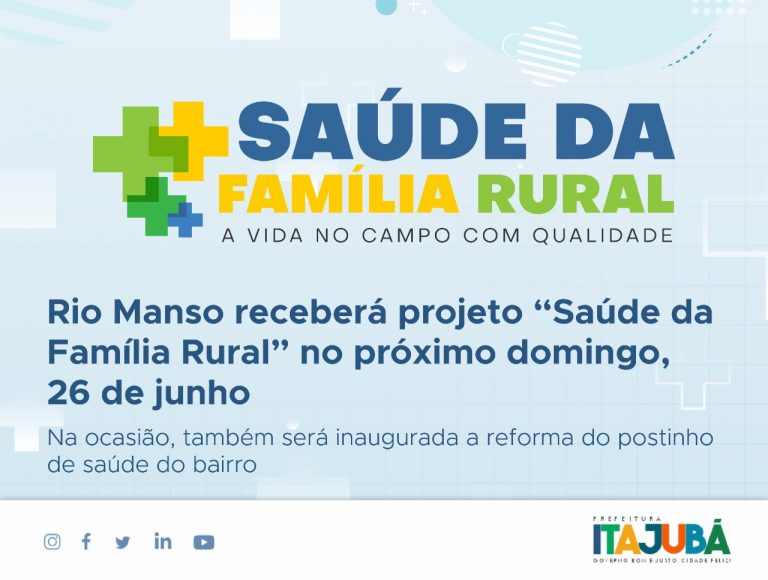 SAÚDE DA
FAMÍLIA RURAL
A VIDA NO CAMPO COM QUALIDADE
Rio Manso receberá projeto “Saúde da
Família Rural” no próximo domingo,
26 de junho
Na ocasião, também será inaugurada a reforma do postinho
de saúde do bairro
PREFEITURA
ITAJUBÁ
GOVERNO BOM E JUSTO, CIDADE FELIZ!